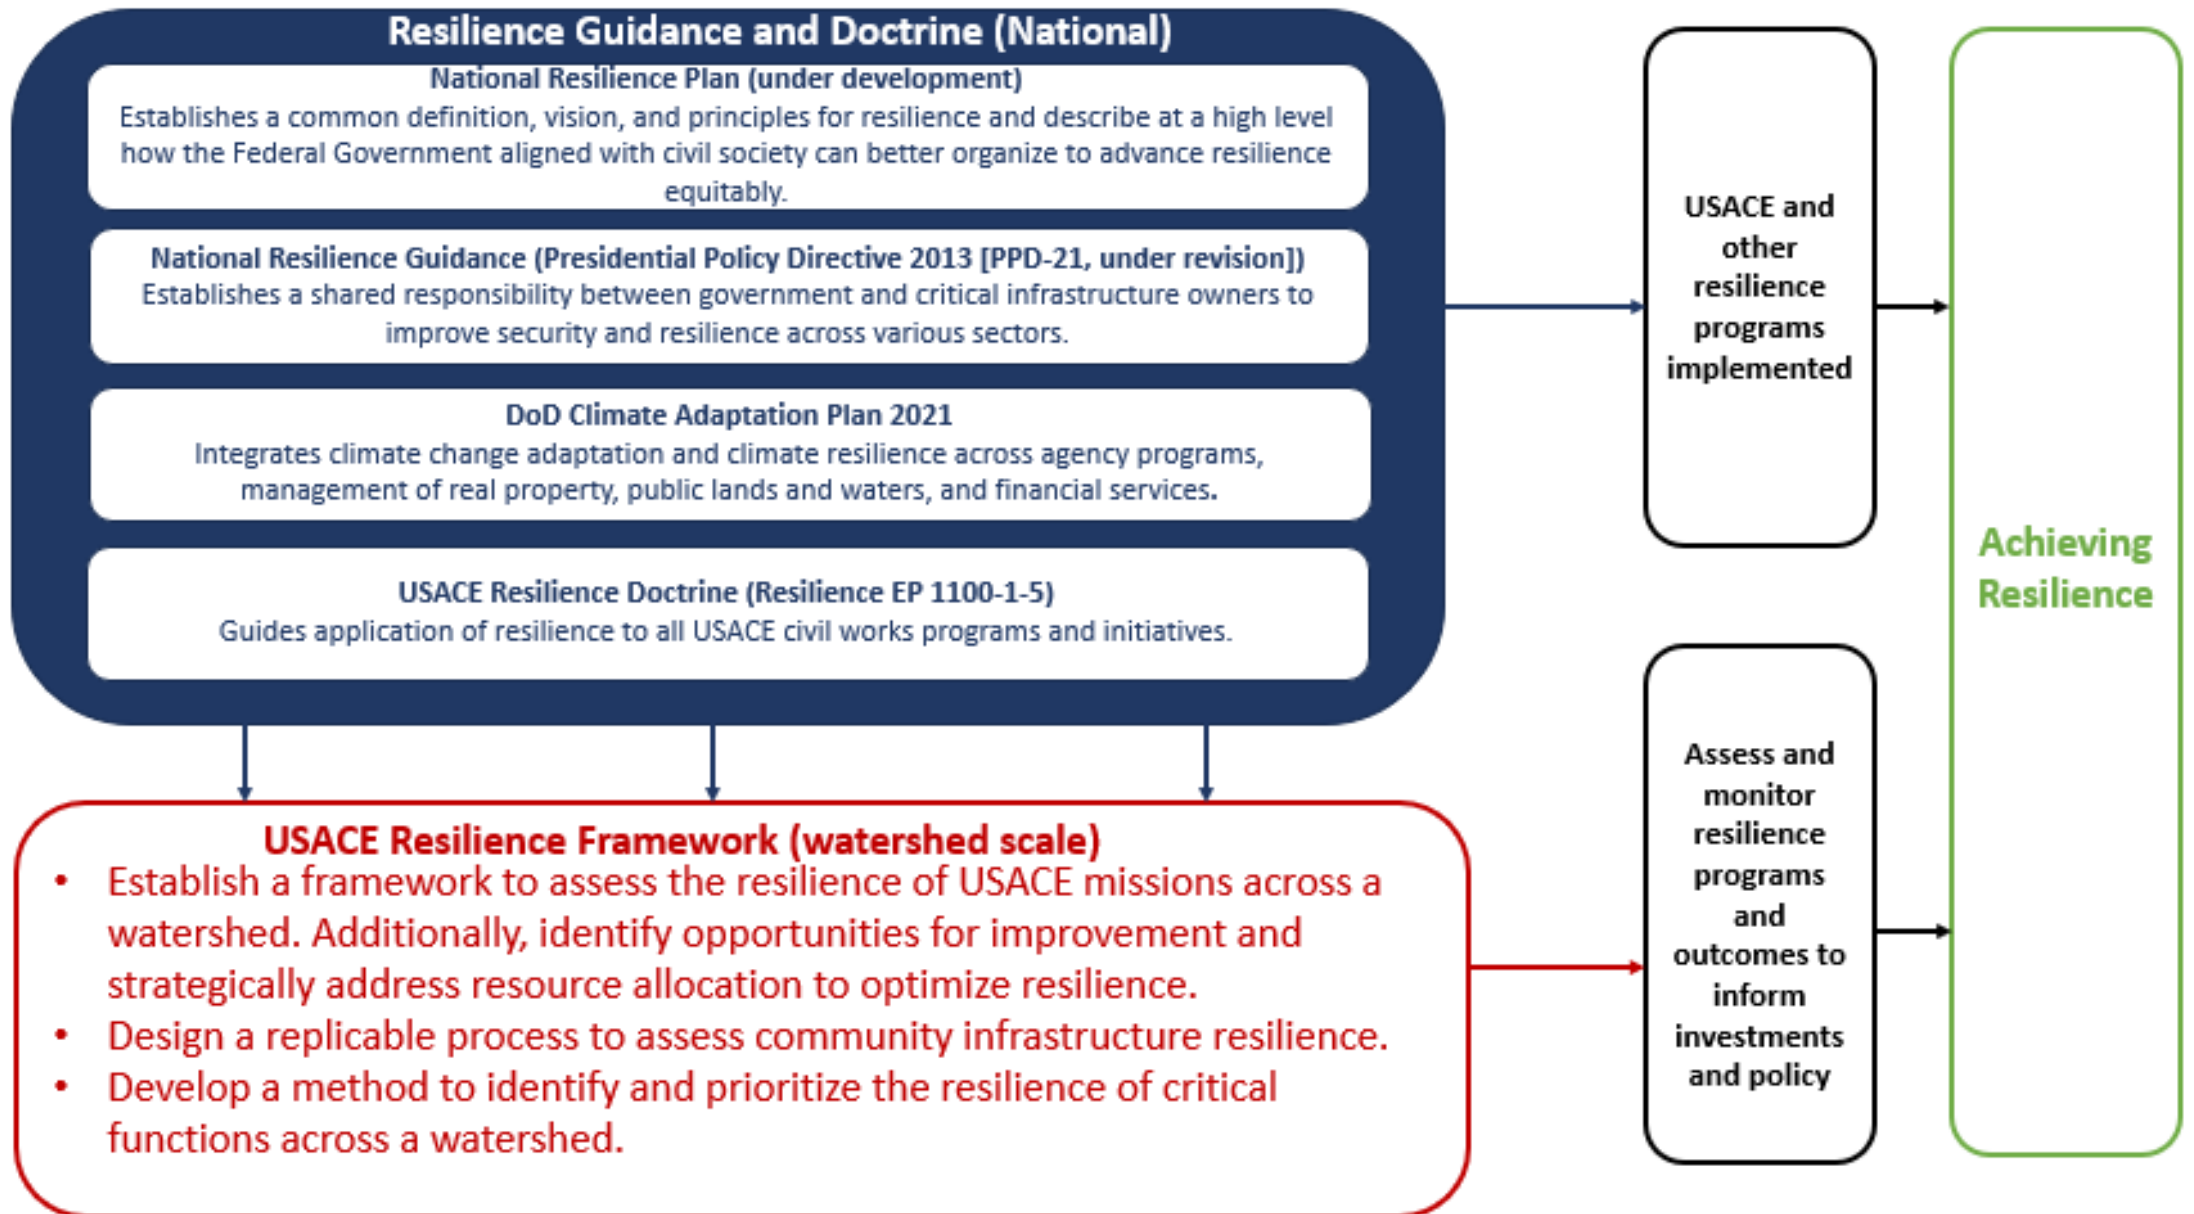 Resilience Guidance and Doctrine (National)
National Resilience Plan (under development)
Establishes a common definition, vision, and principles for resilience and describe at a high level
how the Federal Government aligned with civil society can better organize to advance resilience
equitably.
National Resilience Guidance (Presidential Policy Directive 2013 [PPD-21, under revision])
Establishes a shared responsibility between government and critical infrastructure owners to
improve security and resilience across various sectors.
DoD Climate Adaptation Plan 2021
Integrates climate change adaptation and climate resilience across agency programs,
management of real property, public lands and waters, and financial services.
USACE Resilience Doctrine (Resilience EP 1100-1-5)
Guides application of resilience to all USACE civil works programs and initiatives.
USACE Resilience Framework (watershed scale)
• Establish a framework to assess the resilience of USACE missions across a
watershed. Additionally, identify opportunities for improvement and
strategically address resource allocation to optimize resilience.
• Design a replicable process to assess community infrastructure resilience.
• Develop a method to identify and prioritize the resilience of critical
functions across a watershed.
USACE and
other
resilience
programs
implemented
Assess and
monitor
resilience
programs
and
outcomes to
inform
investments
and policy
Achieving
Resilience